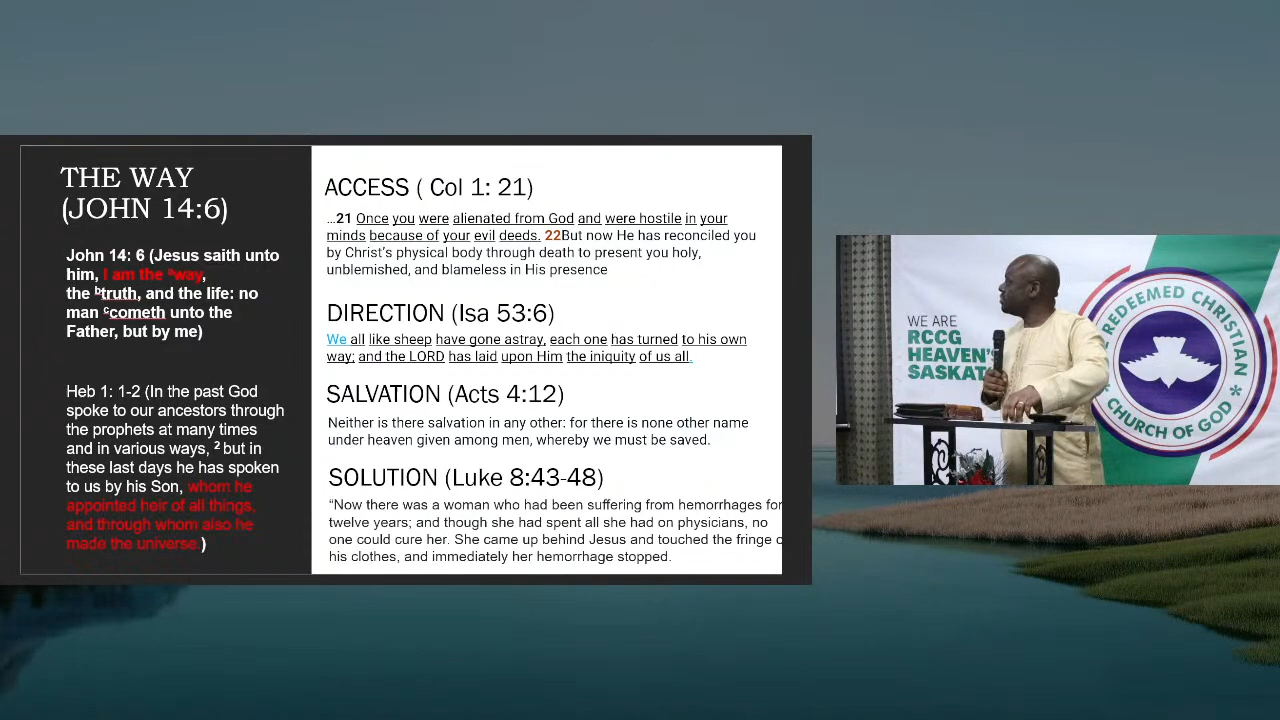 THE WAY
(JOHN 14:6)
John 14: 6 (Jesus saith unto
him, I am the ᵃway,
the ᵇtruth, and the life: no
man ᶜcometh unto the
Father, but by me)
Heb 1: 1-2 (In the past God
spoke to our ancestors through
the prophets at many times
and in various ways, ² but in
these last days he has spoken
to us by his Son, whom he
appointed heir of all things,
and through whom also he
made the universe.)
ACCESS ( Col 1: 21)
…21 Once you were alienated from God and were hostile in your
minds because of your evil deeds. 22But now He has reconciled you
by Christ’s physical body through death to present you holy,
unblemished, and blameless in His presence
DIRECTION (Isa 53:6)
We all like sheep have gone astray, each one has turned to his own
way; and the LORD has laid upon Him the iniquity of us all.
SALVATION (Acts 4:12)
Neither is there salvation in any other: for there is none other name
under heaven given among men, whereby we must be saved.
SOLUTION (Luke 8:43-48)
“Now there was a woman who had been suffering from hemorrhages for
twelve years; and though she had spent all she had on physicians, no
one could cure her. She came up behind Jesus and touched the fringe
his clothes, and immediately her hemorrhage stopped.
WE ARE
RCCG
HEAVEN'S
SASKAT
REDEEMED CHRISTIAN
CHURCH OF GOD